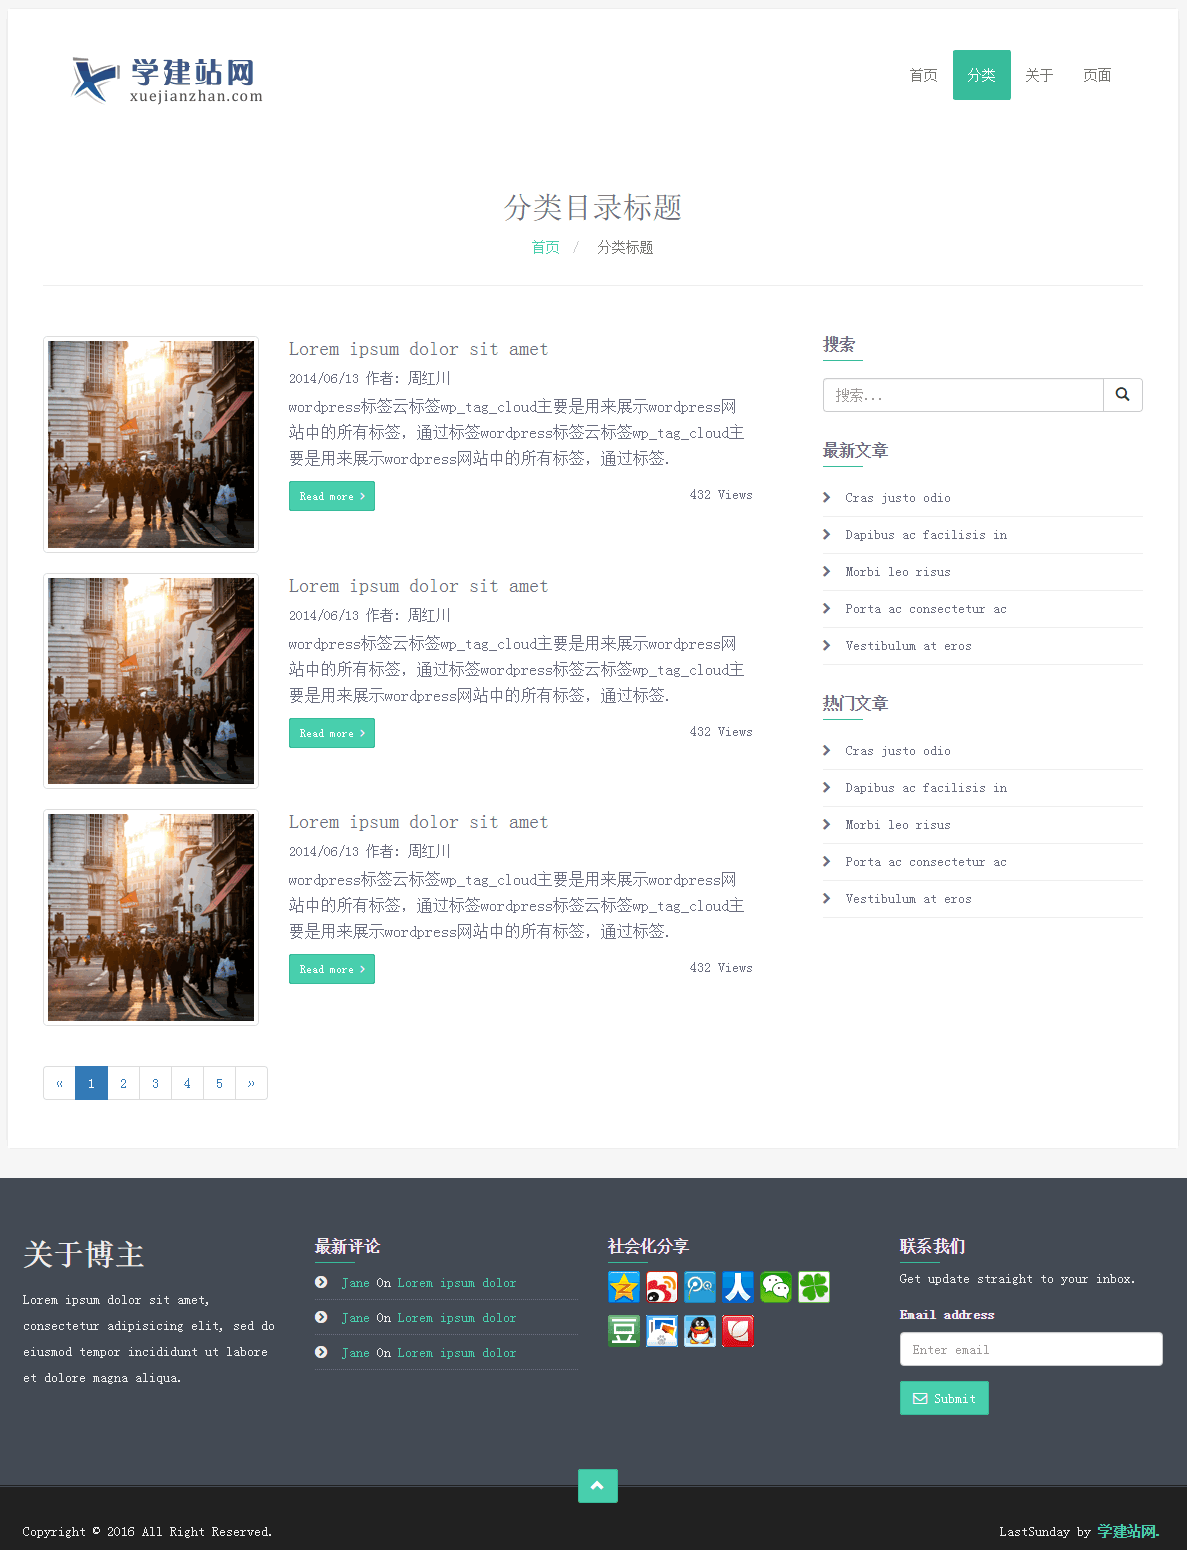 学建站网
xuejianzhan.com
首页 分类 关于 页面
分类目录标题
首页 / 分类标题
Lorem ipsum dolor sit amet
2014/06/13 作者: 周红川
wordpress标签云标签wp_tag_cloud主要是用来展示wordpress网
站中的所有标签，通过标签wordpress标签云标签wp_tag_cloud主
要是用来展示wordpress网站中的所有标签，通过标签.
Read more
432 Views
Lorem ipsum dolor sit amet
2014/06/13 作者: 周红川
wordpress标签云标签wp_tag_cloud主要是用来展示wordpress网
站中的所有标签，通过标签wordpress标签云标签wp_tag_cloud主
要是用来展示wordpress网站中的所有标签，通过标签.
Read more
432 Views
Lorem ipsum dolor sit amet
2014/06/13 作者: 周红川
wordpress标签云标签wp_tag_cloud主要是用来展示wordpress网
站中的所有标签，通过标签wordpress标签云标签wp_tag_cloud主
要是用来展示wordpress网站中的所有标签，通过标签.
Read more
432 Views
« 1 2 3 4 5 »
搜索
搜索...
最新文章
Cras justo odio
Dapibus ac facilisis in
Morbi leo risus
Porta ac consectetur ac
Vestibulum at eros
热门文章
Cras justo odio
Dapibus ac facilisis in
Morbi leo risus
Porta ac consectetur ac
Vestibulum at eros
关于博主
Lorem ipsum dolor sit amet,
consectetur adipisicing elit, sed do
eiusmod tempor incididunt ut labore
et dolore magna aliqua.
最新评论
Jane On Lorem ipsum dolor
Jane On Lorem ipsum dolor
Jane On Lorem ipsum dolor
社会化分享
人
豆
联系我们
Get update straight to your inbox.
Email address
Enter email
Submit
Copyright © 2016 All Right Reserved.
LastSunday by 学建站网.